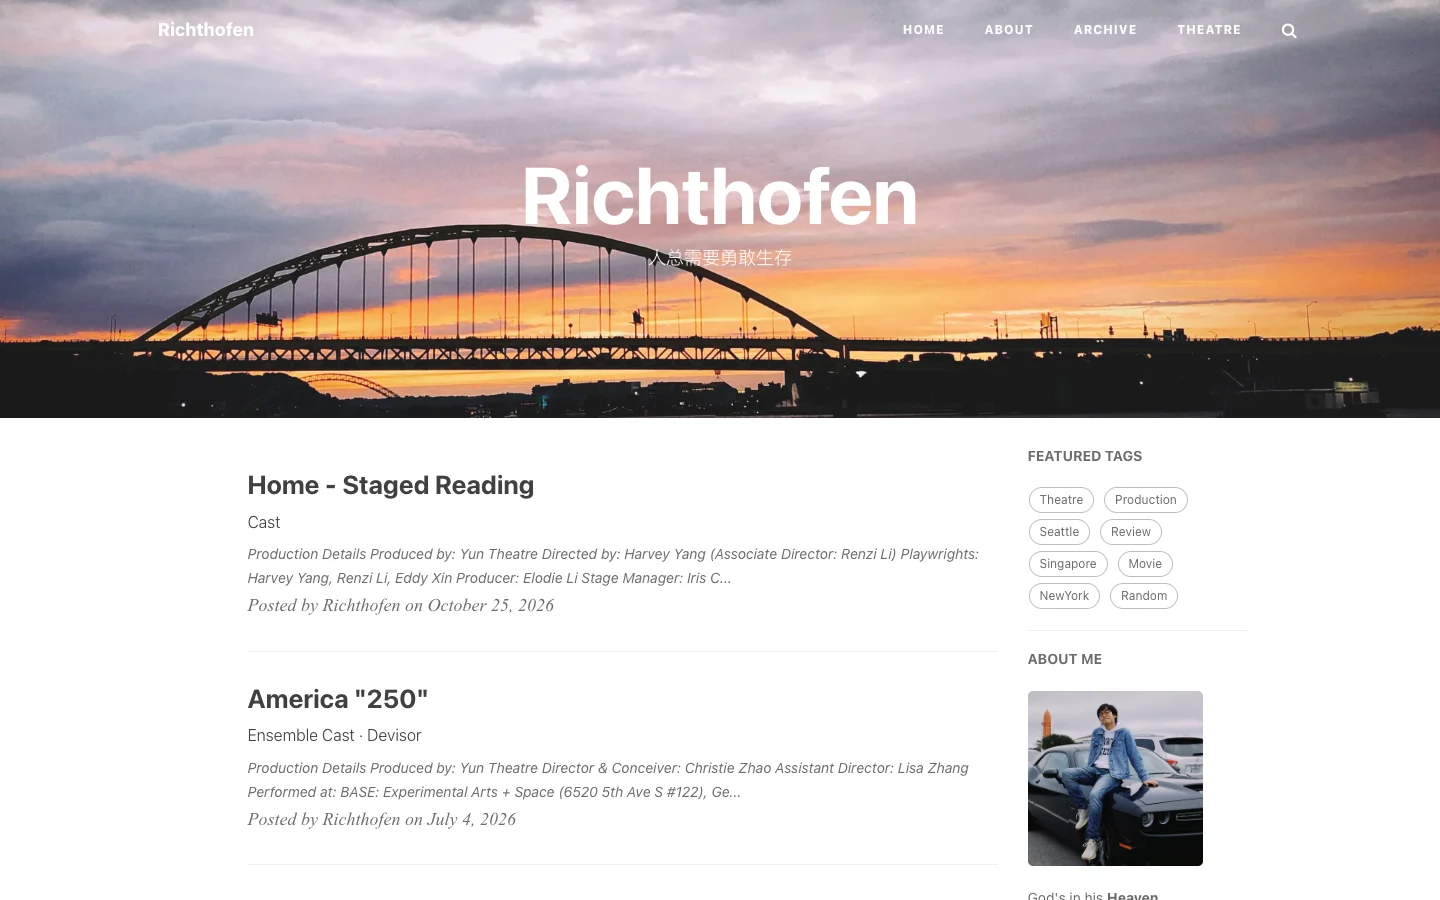 Richthofen
HOME ABOUT ARCHIVE THEATRE
Richthofen
人总需要勇敢生存
Home - Staged Reading
Cast
Production Details Produced by: Yun Theatre Directed by: Harvey Yang (Associate Director: Renzi Li) Playwrights:
Harvey Yang, Renzi Li, Eddy Xin Producer: Elodie Li Stage Manager: Iris C...
Posted by Richthofen on October 25, 2026
America "250"
Ensemble Cast · Devisor
Production Details Produced by: Yun Theatre Director & Conceiver: Christie Zhao Assistant Director: Lisa Zhang
Performed at: BASE: Experimental Arts + Space (6520 5th Ave S #122), Ge...
Posted by Richthofen on July 4, 2026
FEATURED TAGS
Theatre Production
Seattle Review
Singapore Movie
NewYork Random
ABOUT ME
God's in his Heaven